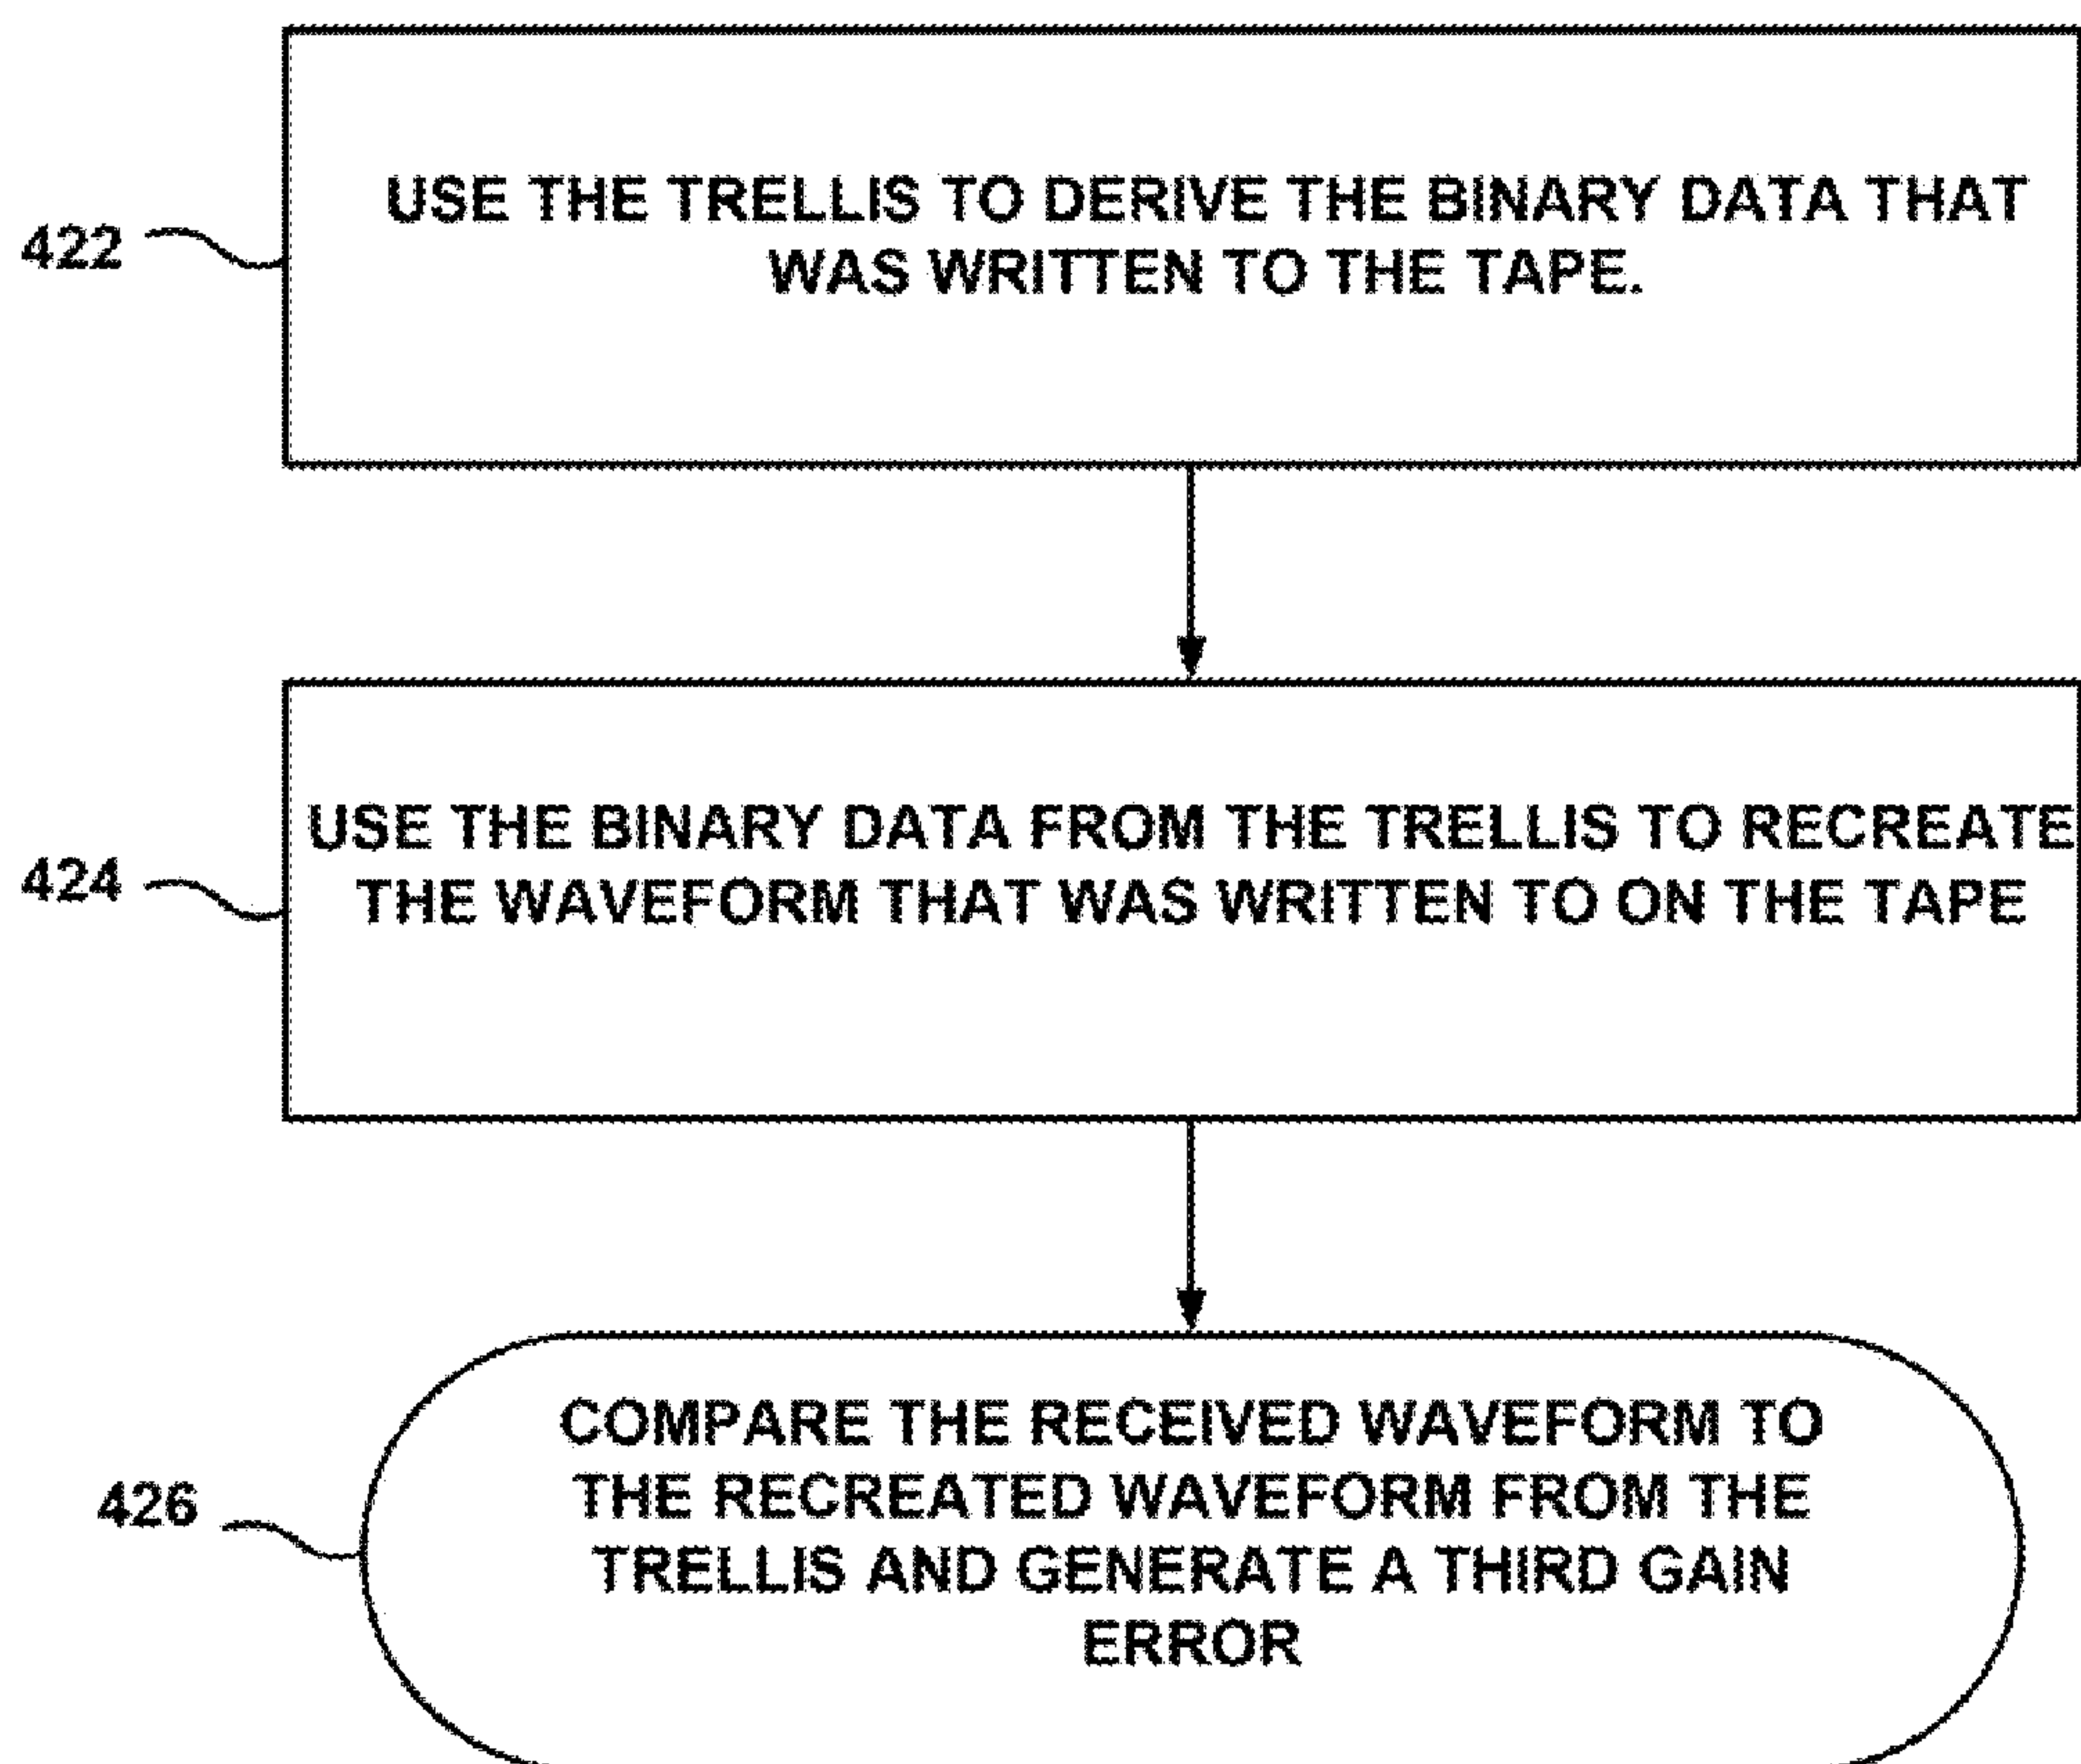 USE THE TRELLIS TO DERIVE THE BINARY DATA THAT
WAS WRITTEN TO THE TAPE.
422
USE THE BINARY DATA FROM THE TRELLIS TO RECREATE
THE WAVEFORM THAT WAS WRITTEN TO ON THE TAPE
424
COMPARE THE RECEIVED WAVEFORM TO
THE RECREATED WAVEFORM FROM THE
TRELLIS AND GENERATE A THIRD GAIN
ERROR
426